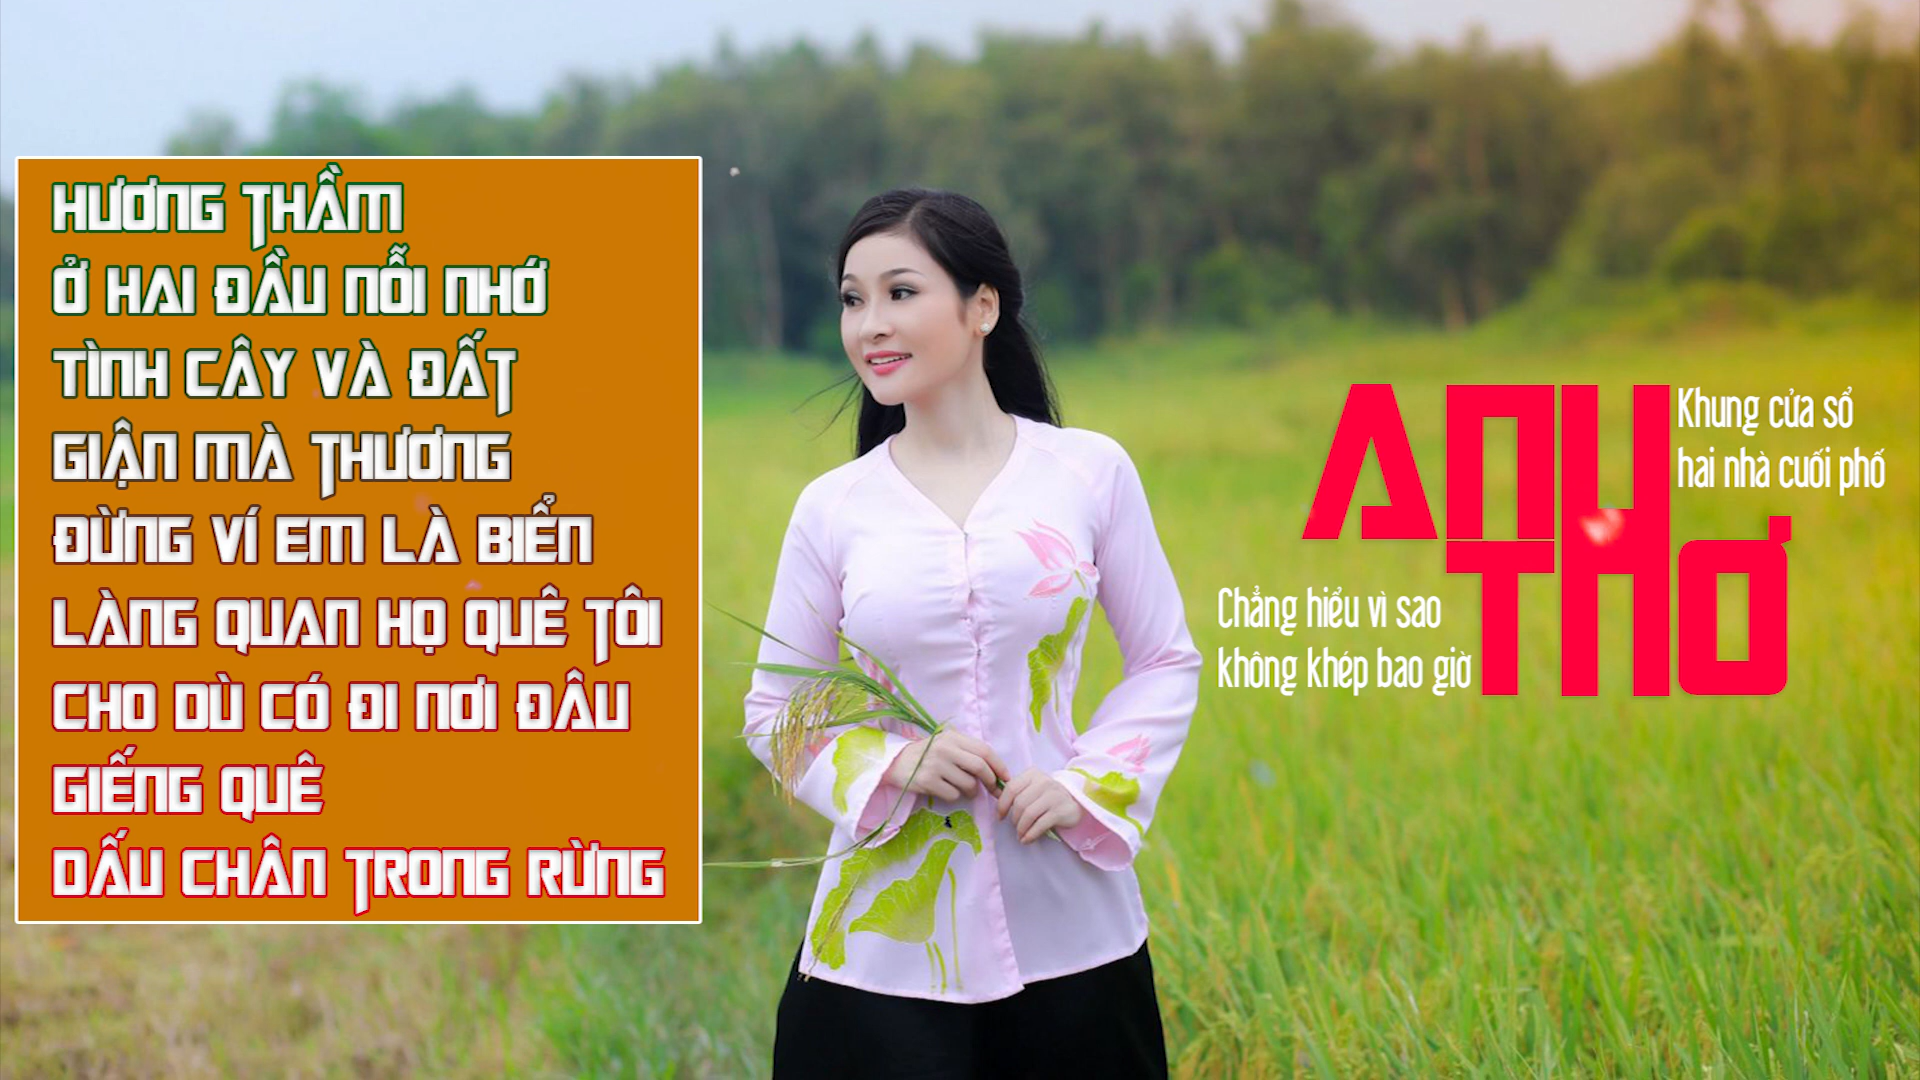 HƯƠNG THẦM
Ở HAI ĐẦU NỖI NHỚ
TÌNH CÂY VÀ ĐẤT
GIẬN MÀ THƯƠNG
ĐỪNG VÍ EM LÀ BIỂN
LÀNG QUAN HỌ QUÊ TÔI
CHO DÙ CÓ ĐI NƠI ĐÂU
GIẾNG QUÊ
DẤU CHÂN TRONG RỪNG
ANH
THƠ
Khung cửa sổ
hai nhà cuối phố
Chẳng hiểu vì sao
không khép bao giờ